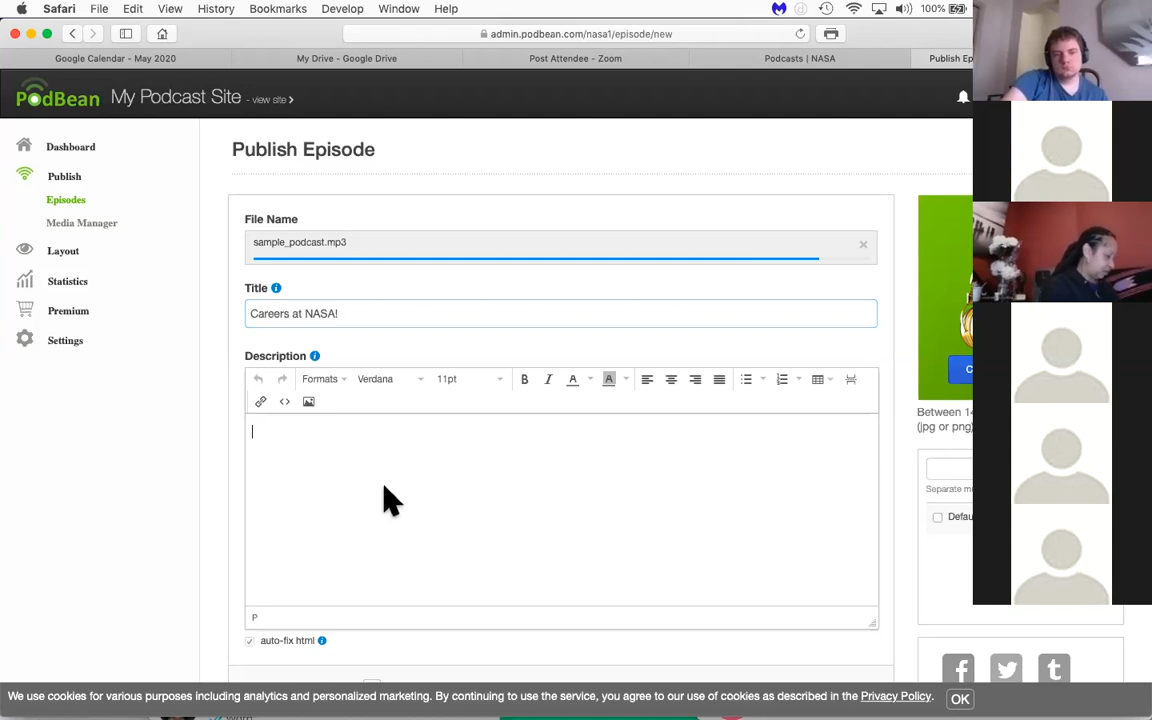 Safari File Edit View History Bookmarks Develop Window Help 100%
admin.podbean.com/nasa1/episode/new
Google Calendar - May 2020 My Drive - Google Drive Post Attendee - Zoom Podcasts | NASA Publish Ep
PodBean My Podcast Site - view site >
Dashboard
Publish
Episodes
Media Manager
Layout
Statistics
Premium
Settings
Publish Episode
File Name
sample_podcast.mp3
Title
Careers at NASA!
Description
Formats Verdana 11pt B I A A
P
auto-fix html
C
Between 14
(jpg or png)
Separate m
Defau
We use cookies for various purposes including analytics and personalized marketing. By continuing to use the service, you agree to our use of cookies as described in the Privacy Policy. OK